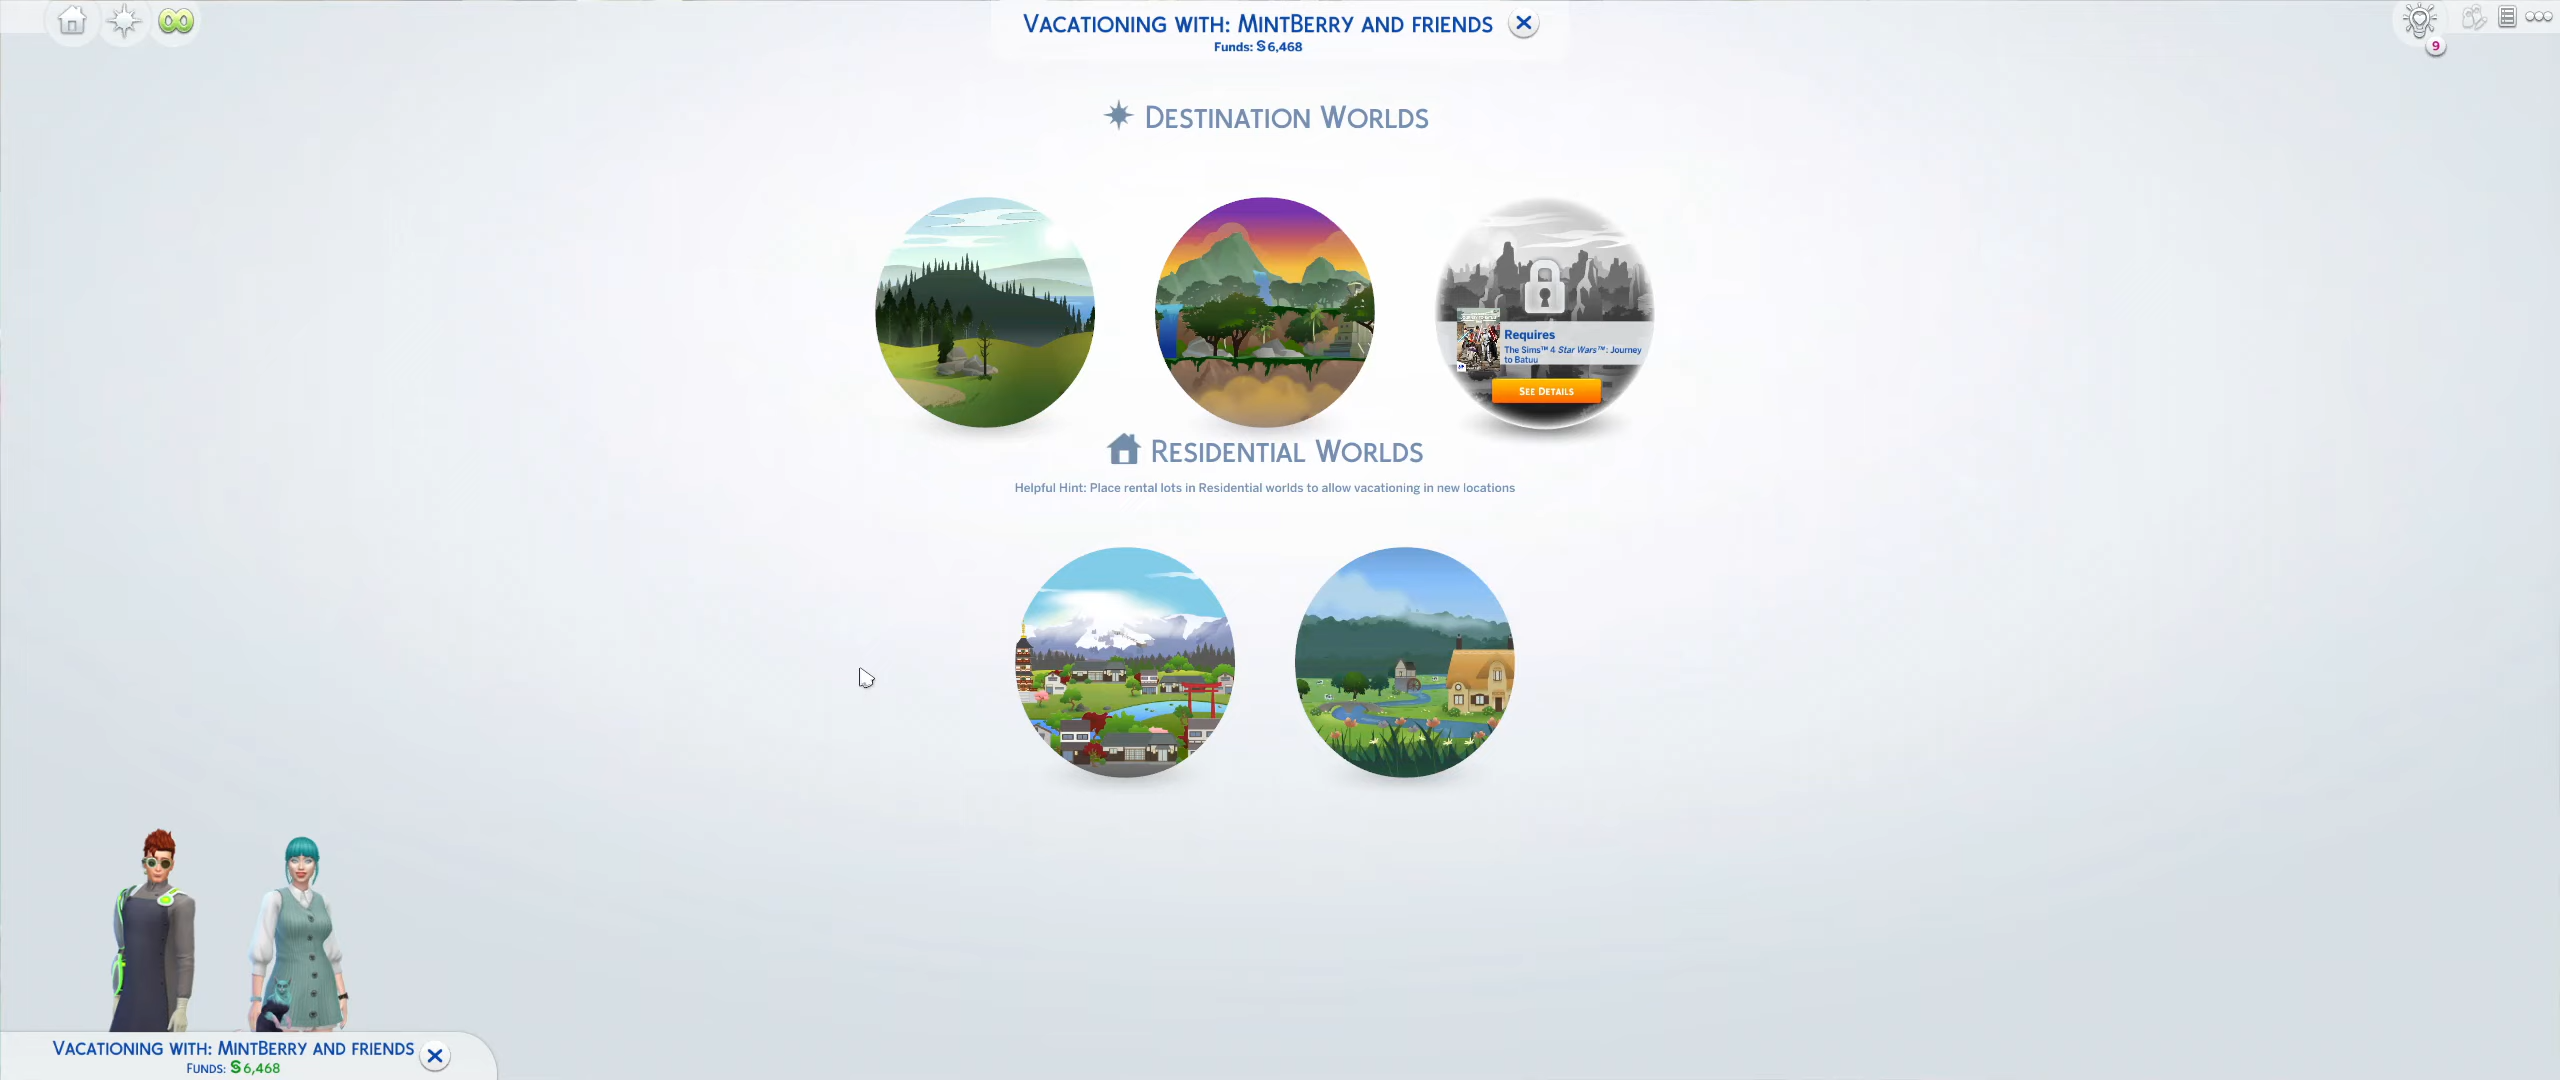 VACATIONING WITH: MINTBERRY AND FRIENDS
Funds: §6,468
9
DESTINATION WORLDS
Requires
The Sims™ 4 Star Wars™: Journey
to Batuu
SEE DETAILS
RESIDENTIAL WORLDS
Helpful Hint: Place rental lots in Residential worlds to allow vacationing in new locations
VACATIONING WITH: MINTBERRY AND FRIENDS
FUNDS: §6,468